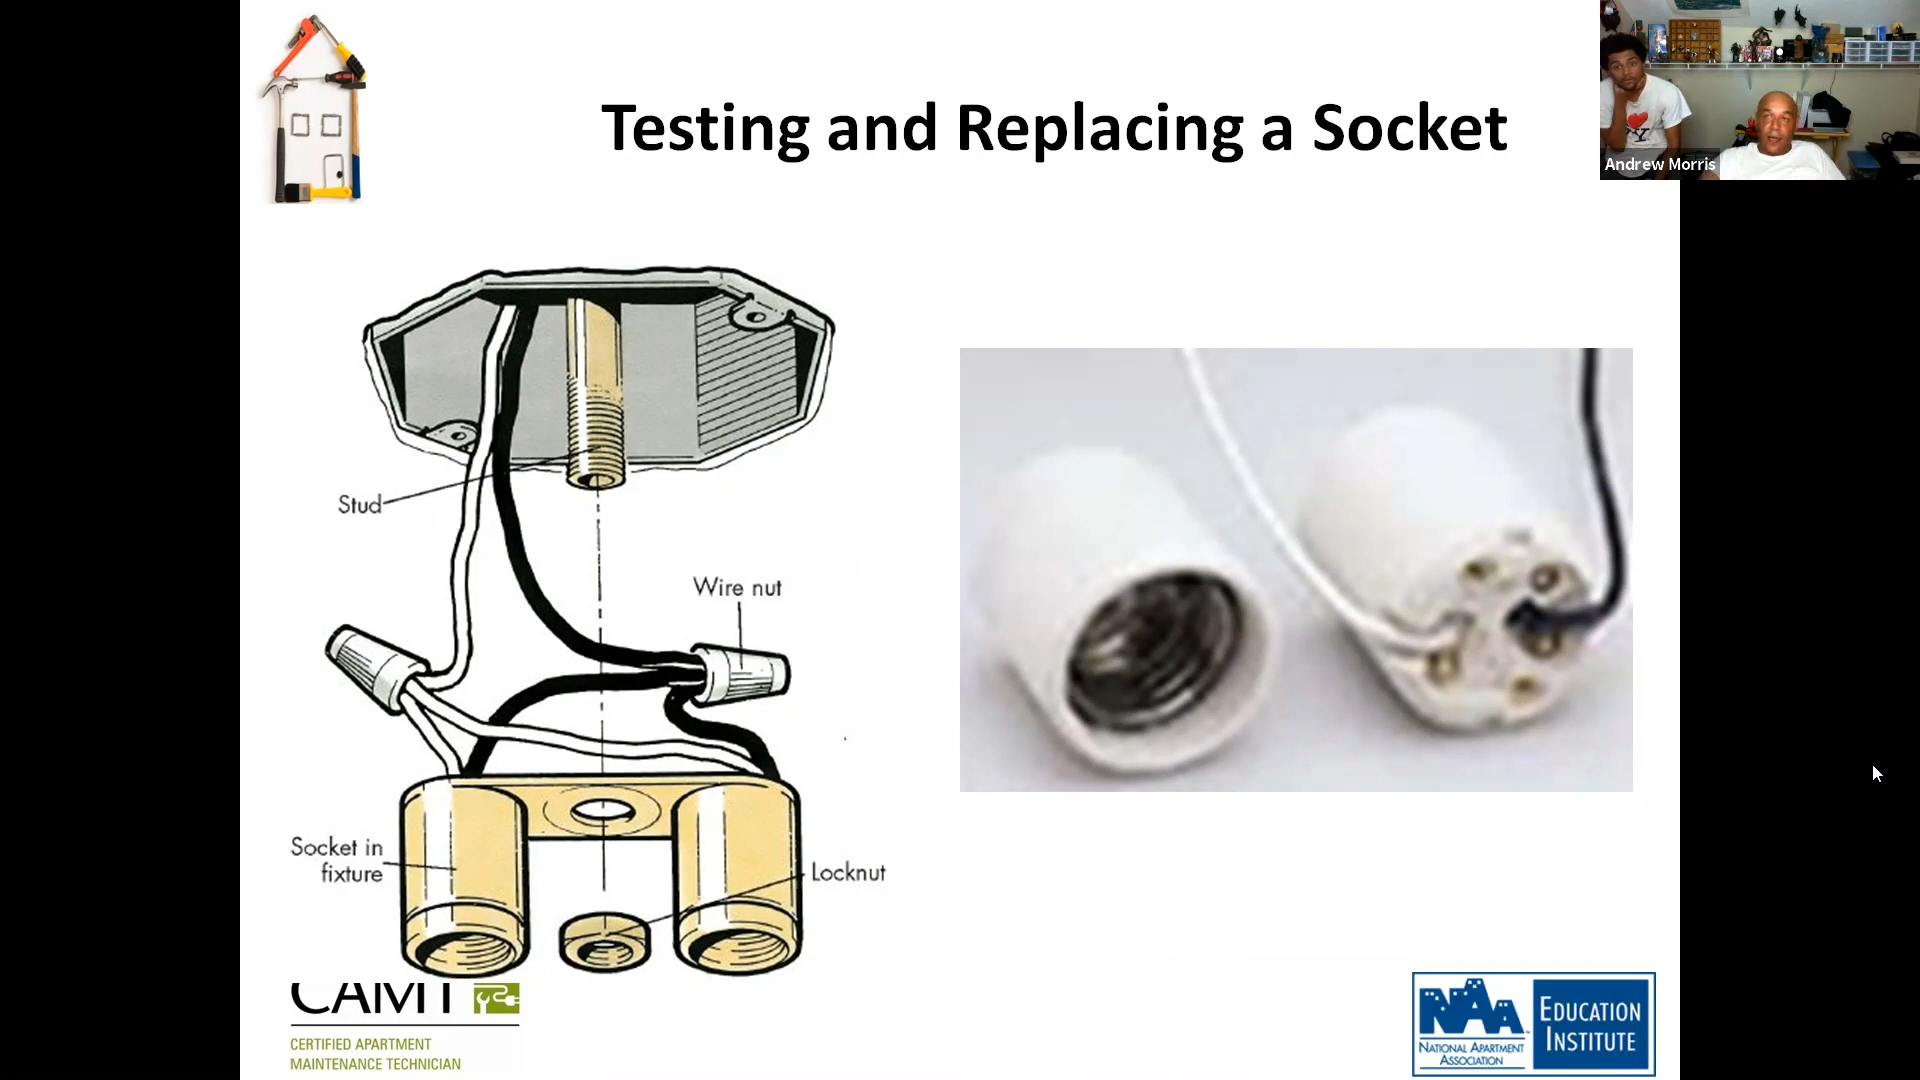 Testing and Replacing a Socket
Andrew Morris
Stud
Wire nut
Socket in
fixture
Locknut
CAMT
CERTIFIED APARTMENT
MAINTENANCE TECHNICIAN
NAA
NATIONAL APARTMENT
ASSOCIATION
EDUCATION
INSTITUTE